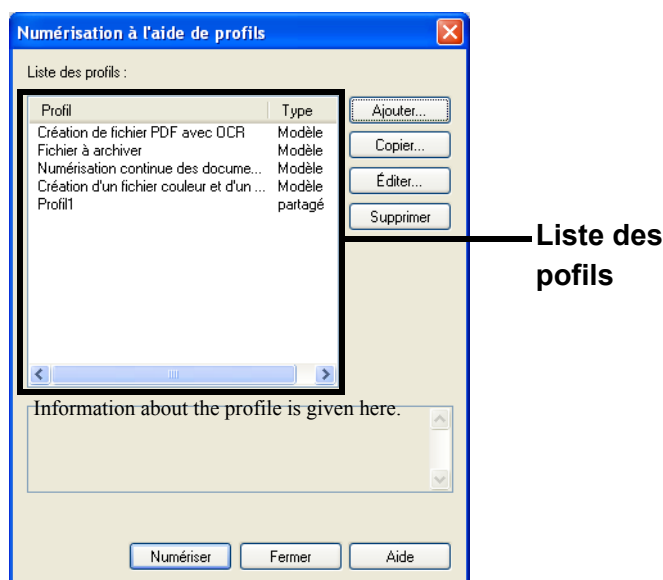 Numérisation à l'aide de profils
Liste des profils :
Profil Type
Création de fichier PDF avec OCR Modèle
Fichier à archiver Modèle
Numérisation continue des docume... Modèle
Création d'un fichier couleur et d'un ... Modèle
Profil1 partagé
Ajouter...
Copier...
Éditer...
Supprimer
Liste des
pofils
Information about the profile is given here.
Numériser Fermer Aide